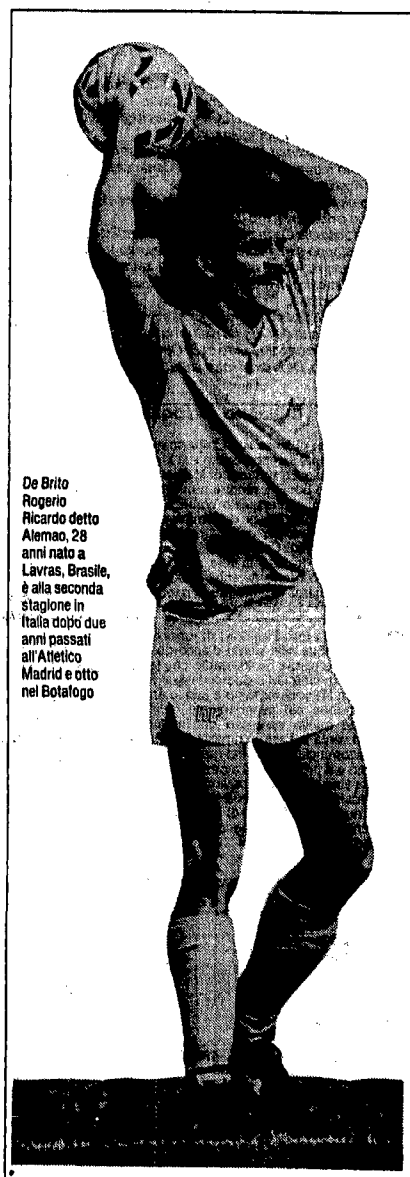 De Brito
Rogerio
Ricardo detto
Alemao, 28
anni nato a
Lavras, Brasile,
è alla seconda
stagione in
Italia dopo due
anni passati
all'Atletico
Madrid e otto
nel Botafogo